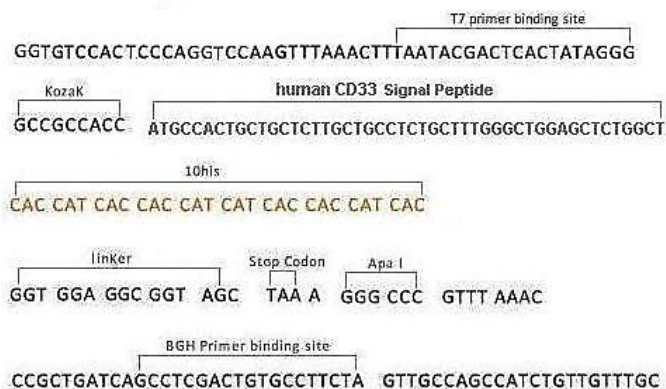 T7 primer binding site
GGTGTCCACTCCCAGGTCCAAGTTTAAACTTTAATACGACTCACTATAGGG
KozaK human CD33 Signal Peptide
GCCGCCACC ATGCCACTGCTGCTCTTGCTGCCTCTGCTTTGGGCTGGAGCTCTGGCT
10his
CAC CAT CAC CAC CAT CAT CAC CAC CAT CAC
linKer Stop Codon Apa I
GGT GGA GGC GGT AGC TAA A GGG CCC GTTT AAAC
BGH Primer binding site
CCGCTGATCAGCCTCGACTGTGCCTTCTA GTTGCCAGCCATCTGTTGTTTGC